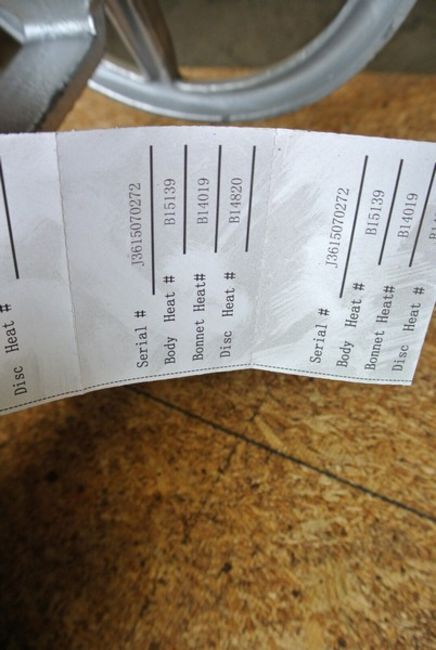 Disc Heat #
Serial # J3615070272
Body Heat # B15139
Bonnet Heat# B14019
Disc Heat # B14820
Serial # J3615070272
Body Heat # B15139
Bonnet Heat# B14019
Disc Heat #